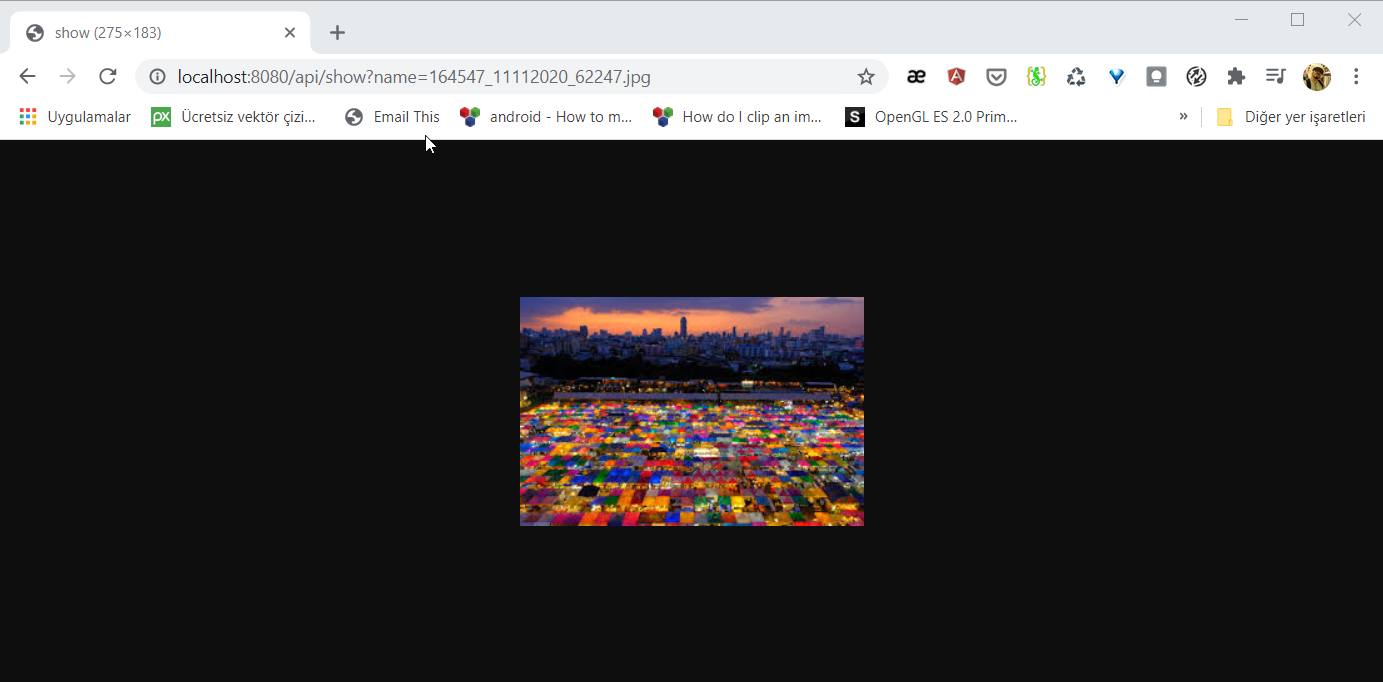 show (275×183)
localhost:8080/api/show?name=164547_11112020_62247.jpg
æ
A
Uygulamalar
px
Ücretsiz vektör çizi...
Email This
android - How to m...
How do I clip an im...
S
OpenGL ES 2.0 Prim...
»
Diğer yer işaretleri